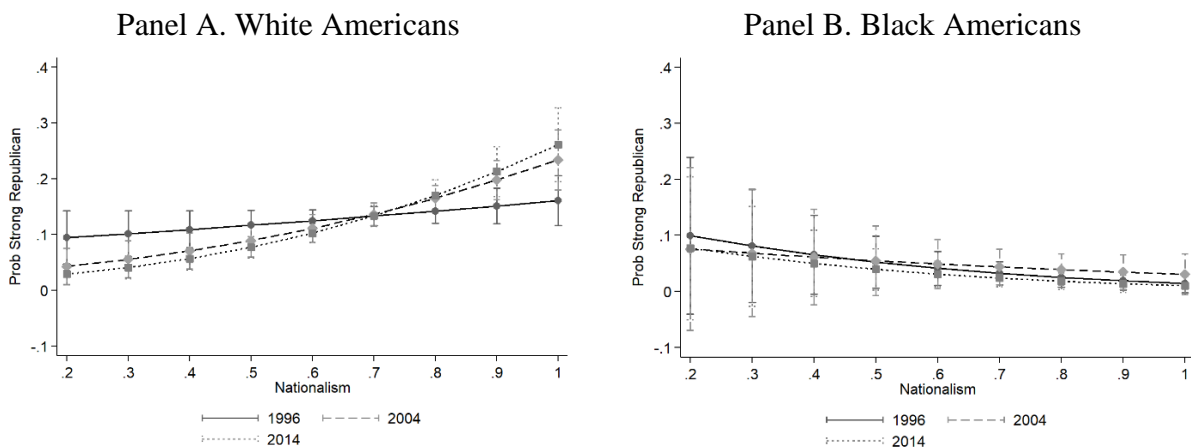 Panel A. White Americans
Prob Strong Republican
.4
.3
.2
.1
0
-.1
.2 .3 .4 .5 .6 .7 .8 .9 1
Nationalism
1996 2004
2014
Panel B. Black Americans
Prob Strong Republican
.4
.3
.2
.1
0
-.1
.2 .3 .4 .5 .6 .7 .8 .9 1
Nationalism
1996 2004
2014